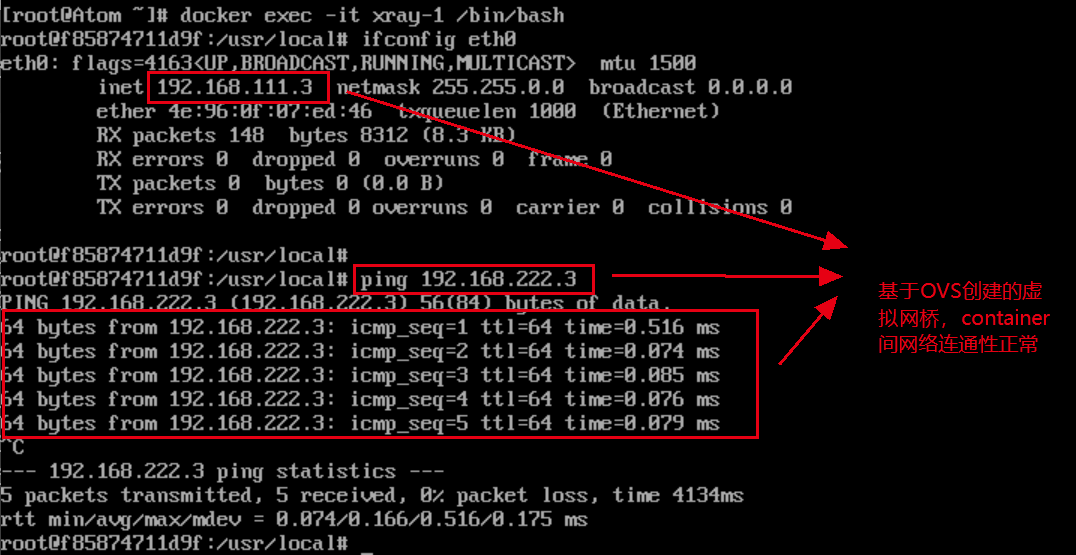 [root@Atom ~]# docker exec -it xray-1 /bin/bash
root@f85874711d9f:/usr/local# ifconfig eth0
eth0: flags=4163<UP,BROADCAST,RUNNING,MULTICAST>  mtu 1500
        inet 192.168.111.3  netmask 255.255.0.0  broadcast 0.0.0.0
        ether 4e:96:0f:07:ed:46  txqueuelen 1000  (Ethernet)
        RX packets 148  bytes 8312 (8.3 KB)
        RX errors 0  dropped 0  overruns 0  frame 0
        TX packets 0  bytes 0 (0.0 B)
        TX errors 0  dropped 0 overruns 0  carrier 0  collisions 0
root@f85874711d9f:/usr/local#
root@f85874711d9f:/usr/local# ping 192.168.222.3
PING 192.168.222.3 (192.168.222.3) 56(84) bytes of data.
64 bytes from 192.168.222.3: icmp_seq=1 ttl=64 time=0.516 ms
64 bytes from 192.168.222.3: icmp_seq=2 ttl=64 time=0.074 ms
64 bytes from 192.168.222.3: icmp_seq=3 ttl=64 time=0.085 ms
64 bytes from 192.168.222.3: icmp_seq=4 ttl=64 time=0.076 ms
64 bytes from 192.168.222.3: icmp_seq=5 ttl=64 time=0.079 ms
^C
--- 192.168.222.3 ping statistics ---
5 packets transmitted, 5 received, 0% packet loss, time 4134ms
rtt min/avg/max/mdev = 0.074/0.166/0.516/0.175 ms
root@f85874711d9f:/usr/local# _
基于OVS创建的虚
拟网桥，container
间网络连通性正常